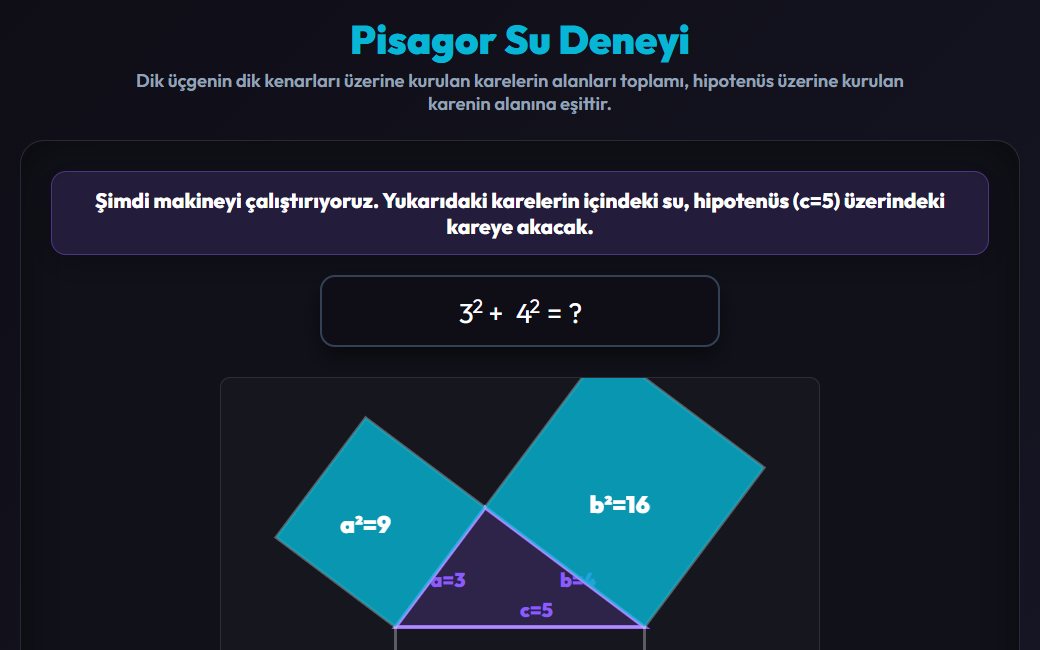 Pisagor Su Deneyi
Dik üçgenin dik kenarları üzerine kurulan karelerin alanları toplamı, hipotenüs üzerine kurulan
karenin alanına eşittir.
Şimdi makineyi çalıştırıyoruz. Yukarıdaki karelerin içindeki su, hipotenüs (c=5) üzerindeki
kareye akacak.
3² + 4² = ?
b²=16
a²=9
a=3
b=4
c=5